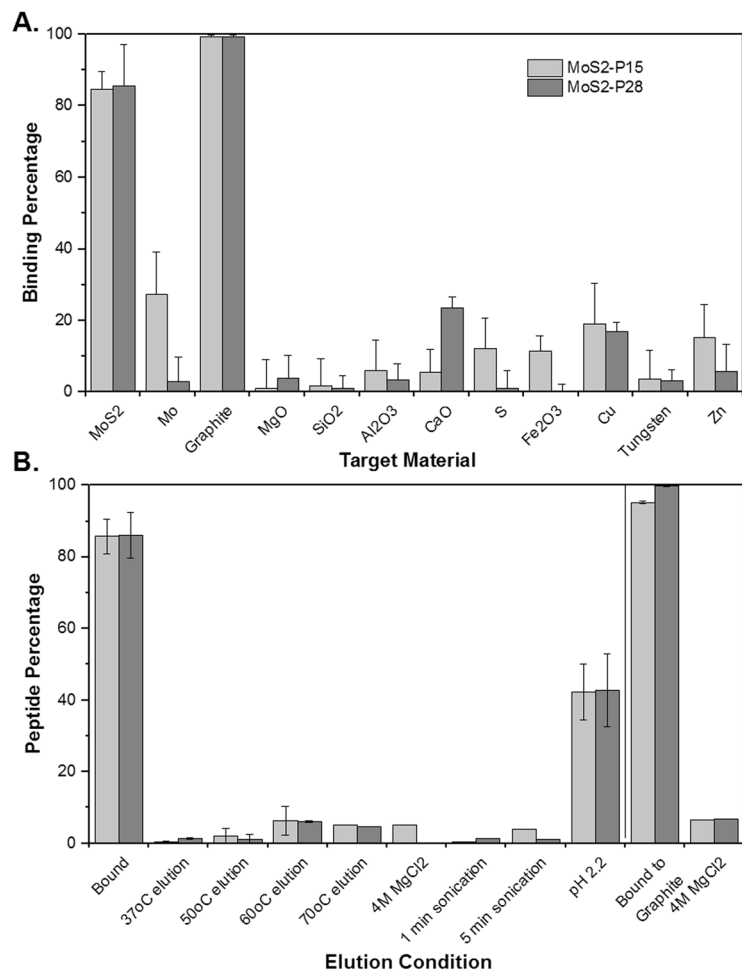 A.
100
80
60
40
20
0
Binding Percentage
MoS2-P15
MoS2-P28
MoS2
Mo
Graphite
MgO
SiO2
Al2O3
CaO
S
Fe2O3
Cu
Tungsten
Zn
Target Material
B.
100
80
60
40
20
0
Peptide Percentage
Bound
37oC elution
50oC elution
60oC elution
70oC elution
4M MgCl2
1 min sonication
5 min sonication
pH 2.2
Bound to
Graphite
4M MgCl2
Elution Condition